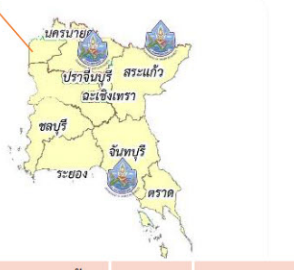 นครนายก
ปราจีนบุรี
สระแก้ว
ฉะเชิงเทรา
ชลบุรี
จันทบุรี
ระยอง
ตราด